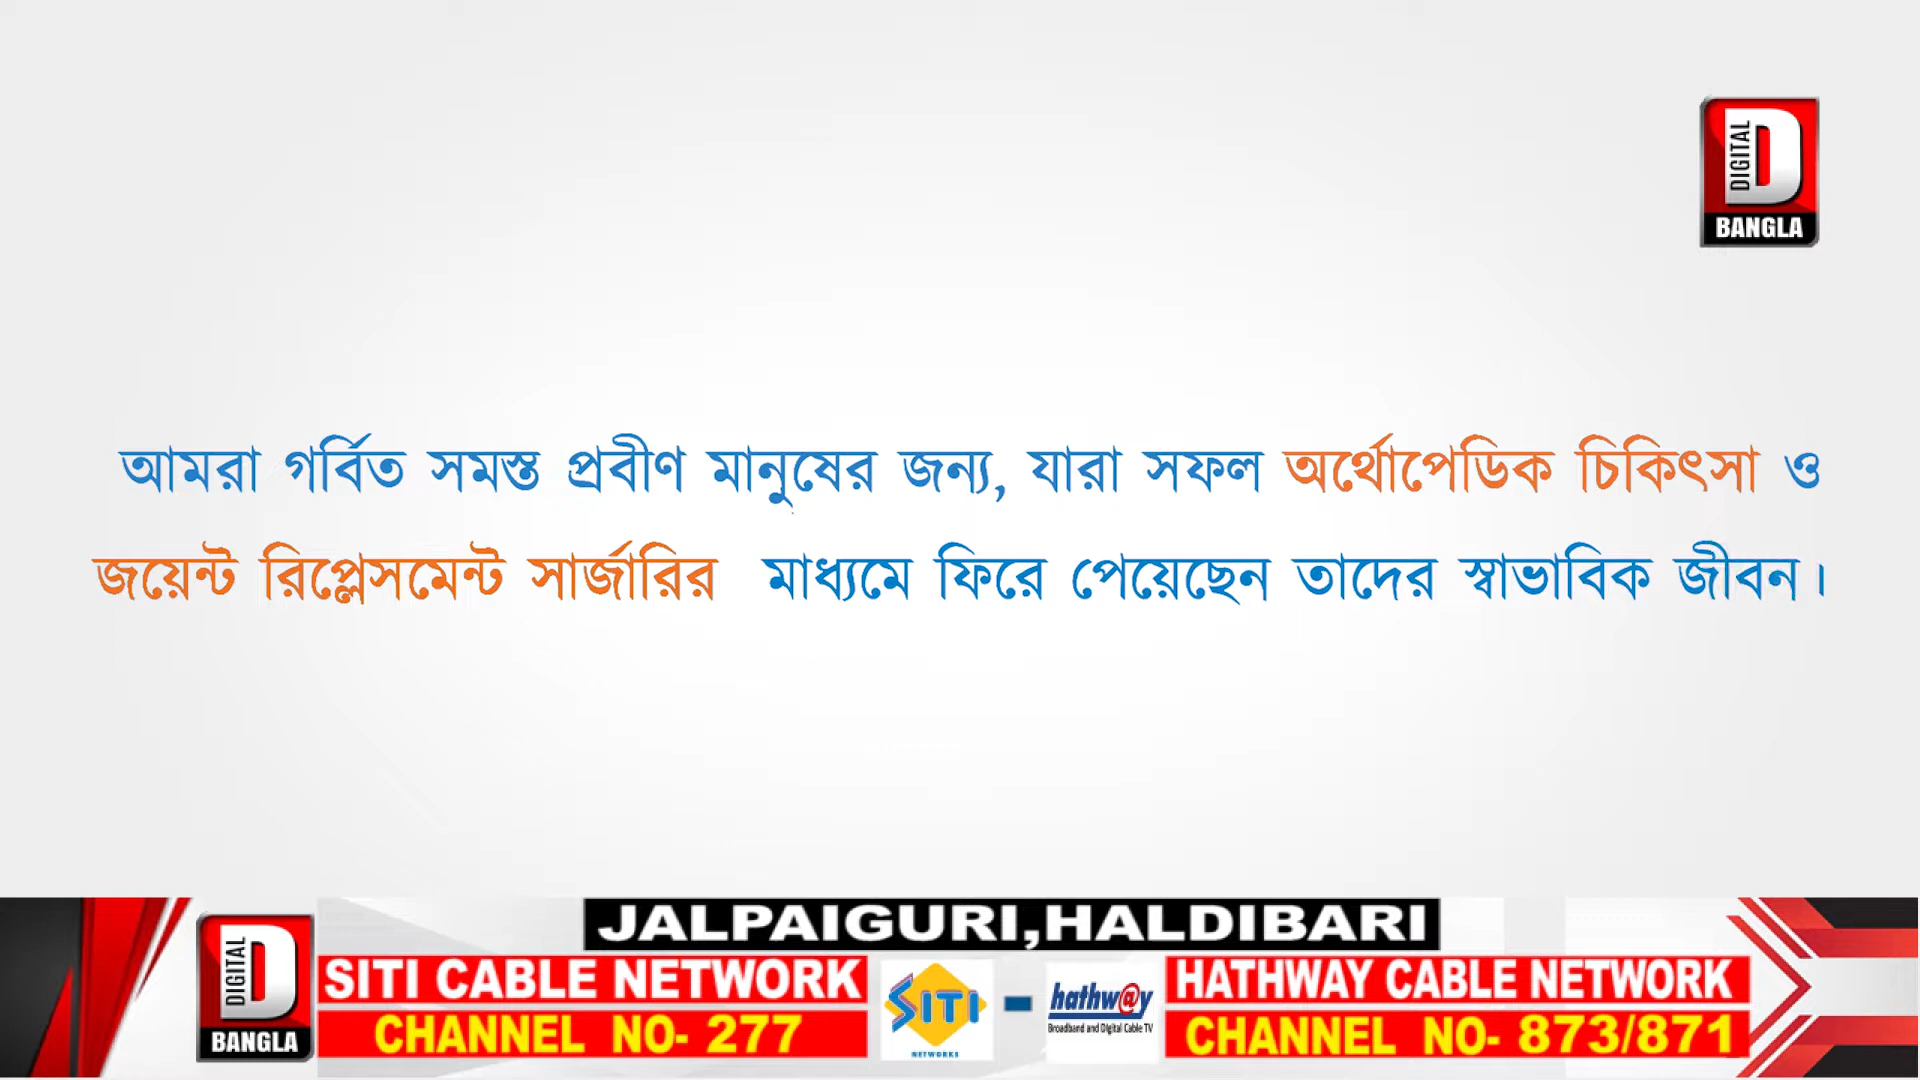 DIGITAL
BANGLA
আমরা গর্বিত সমস্ত প্রবীণ মানুষের জন্য, যারা সফল অর্থোপেডিক চিকিৎসা ও
জয়েন্ট রিপ্লেসমেন্ট সার্জারির মাধ্যমে ফিরে পেয়েছেন তাদের স্বাভাবিক জীবন।
JALPAIGURI,HALDIBARI
DIGITAL
BANGLA
SITI CABLE NETWORK
CHANNEL NO- 277
SITI
NETWORKS
hathw@y
Broadband and Digital Cable TV
HATHWAY CABLE NETWORK
CHANNEL NO- 873/871